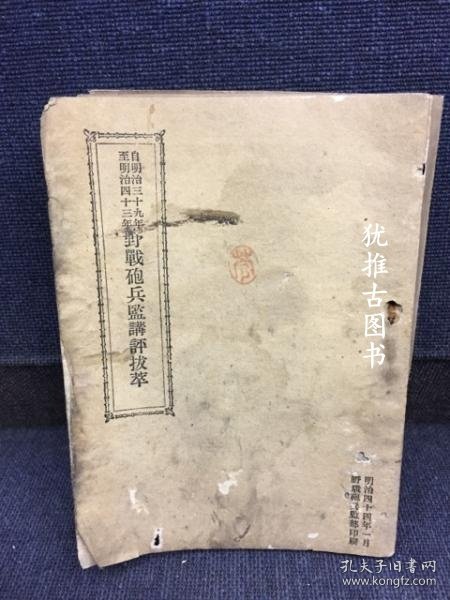 自明治三十九年
至明治四十三年
野戰砲兵監講評拔萃
明治四十四年一月
野戰砲兵監部印刷
犹推古图书
孔夫子旧书网
www.kongfz.com